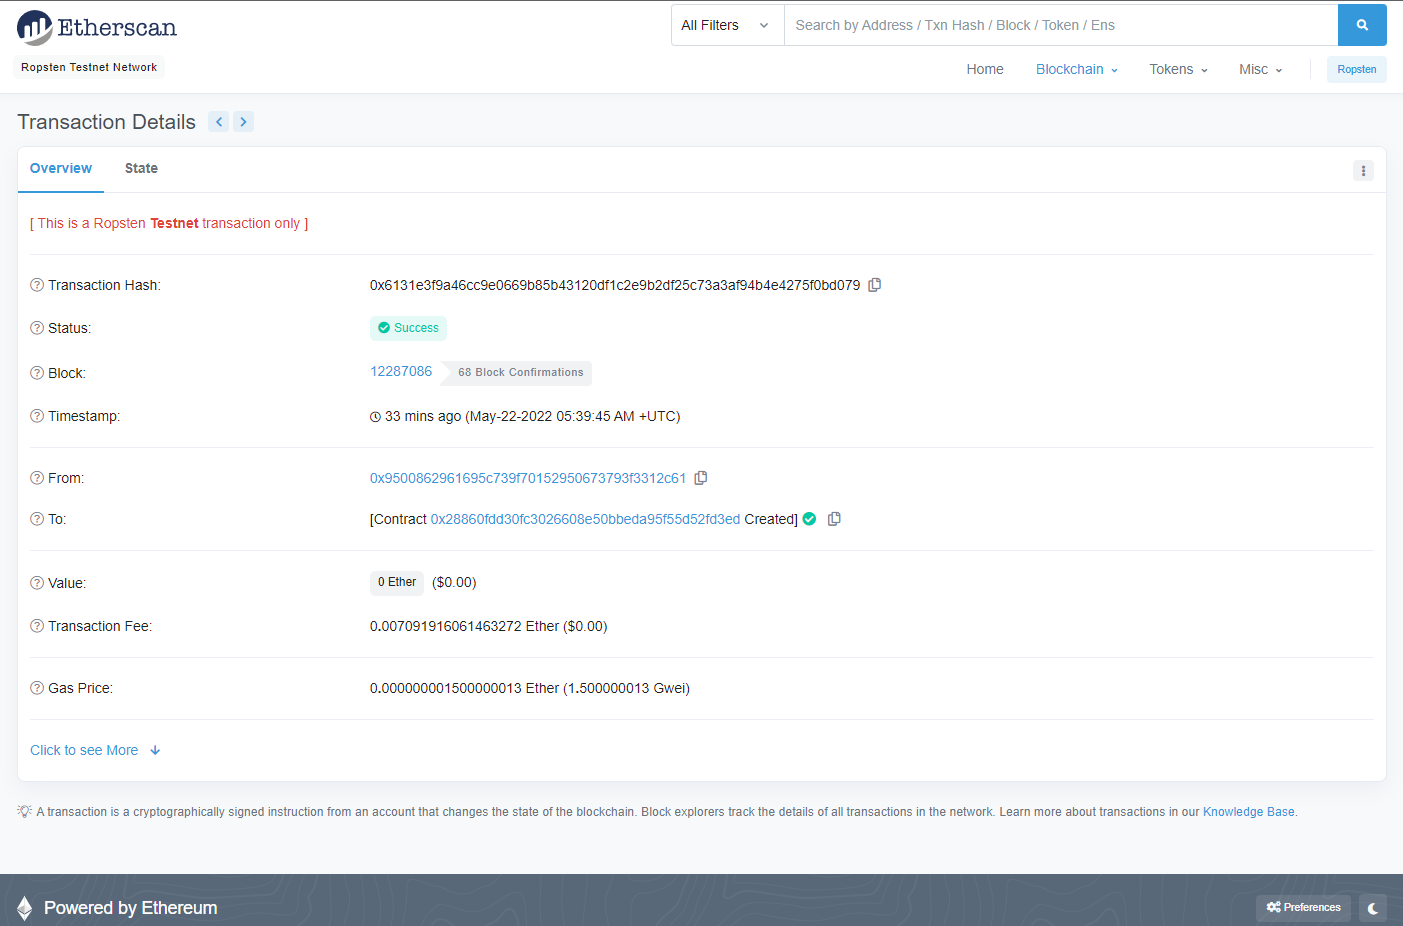 Etherscan
All Filters
Search by Address / Txn Hash / Block / Token / Ens
Ropsten Testnet Network
Home Blockchain Tokens Misc Ropsten
Transaction Details
Overview State
[ This is a Ropsten Testnet transaction only ]
Transaction Hash: 0x6131e3f9a46cc9e0669b85b43120df1c2e9b2df25c73a3af94b4e4275f0bd079
Status: Success
Block: 12287086 68 Block Confirmations
Timestamp: 33 mins ago (May-22-2022 05:39:45 AM +UTC)
From: 0x9500862961695c739f70152950673793f3312c61
To: [Contract 0x28860fdd30fc3026608e50bbeda95f55d52fd3ed Created]
Value: 0 Ether ($0.00)
Transaction Fee: 0.007091916061463272 Ether ($0.00)
Gas Price: 0.000000001500000013 Ether (1.500000013 Gwei)
Click to see More
A transaction is a cryptographically signed instruction from an account that changes the state of the blockchain. Block explorers track the details of all transactions in the network. Learn more about transactions in our Knowledge Base.
Powered by Ethereum
Preferences